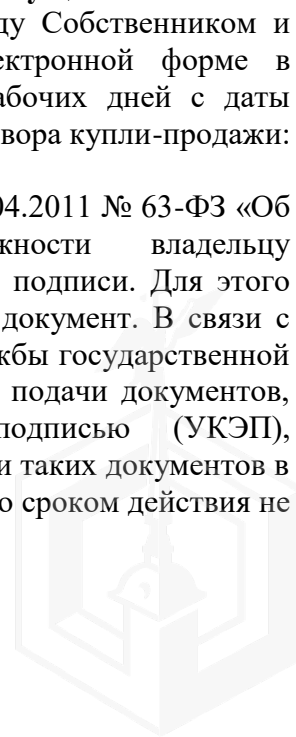 ду Собственником и
ектронной форме в
абочих дней с даты
вора купли-продажи:
04.2011 № 63-ФЗ «Об
жности владельцу
подписи. Для этого
документ. В связи с
жбы государственной
подачи документов,
подписью (УКЭП),
и таких документов в
о сроком действия не